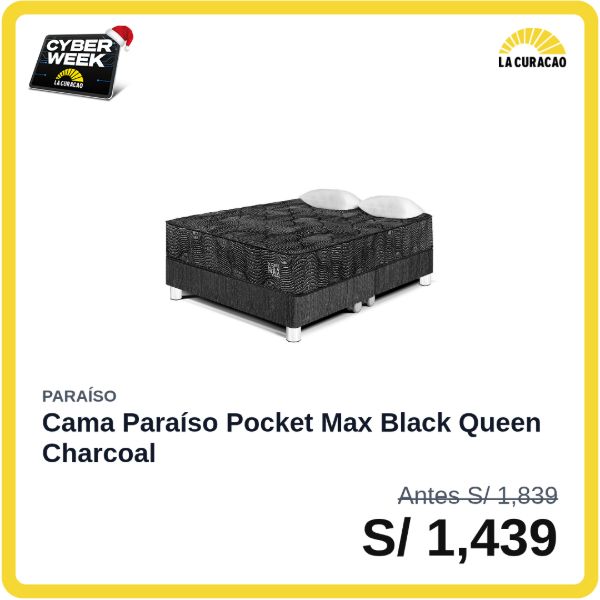 CYBER
WEEK
LA CURACAO
LA CURACAO
PARAÍSO
Cama Paraíso Pocket Max Black Queen
Charcoal
Antes S/ 1,839
S/ 1,439